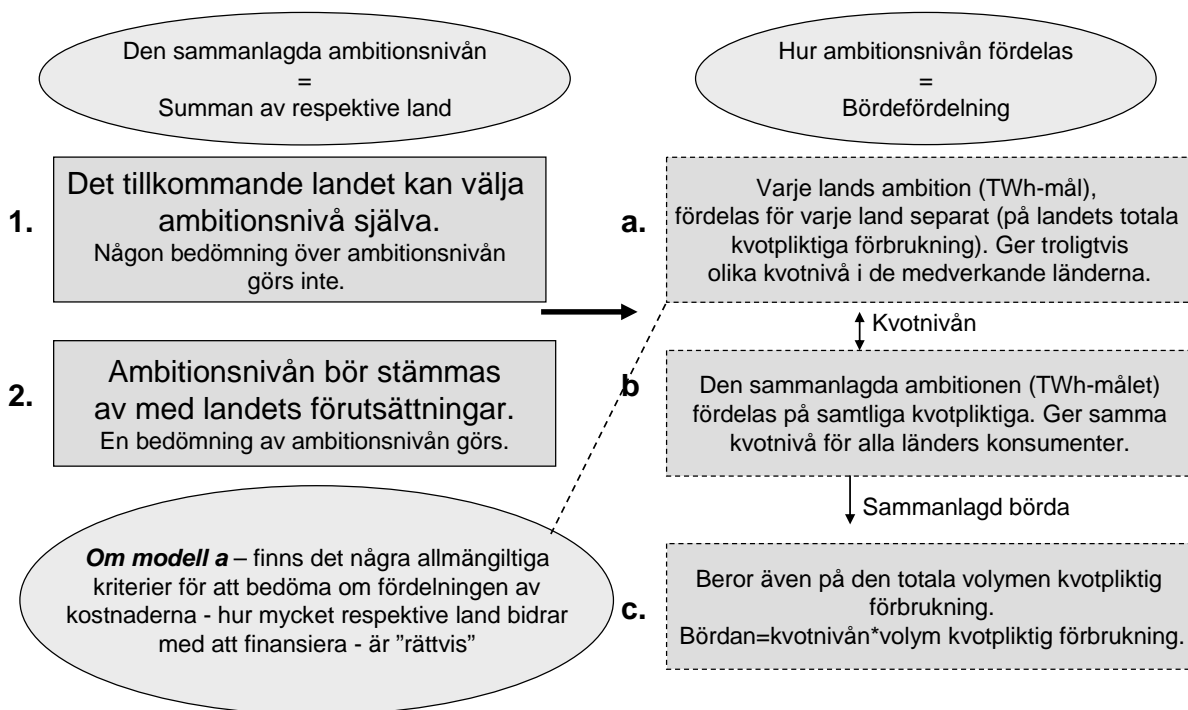 Den sammanlagda ambitionsnivån
=
Summan av respektive land
1.
Det tillkommande landet kan välja
ambitionsnivå själva.
Någon bedömning över ambitionsnivån
görs inte.
2.
Ambitionsnivån bör stämmas
av med landets förutsättningar.
En bedömning av ambitionsnivån görs.
Om modell a – finns det några allmängiltiga
kriterier för att bedöma om fördelningen av
kostnaderna - hur mycket respektive land bidrar
med att finansiera - är ”rättvis”
Hur ambitionsnivån fördelas
=
Bördefördelning
a.
Varje lands ambition (TWh-mål),
fördelas för varje land separat (på landets totala
kvotpliktiga förbrukning). Ger troligtvis
olika kvotnivå i de medverkande länderna.
Kvotnivån
b
Den sammanlagda ambitionen (TWh-målet)
fördelas på samtliga kvotpliktiga. Ger samma
kvotnivå för alla länders konsumenter.
Sammanlagd börda
c.
Beror även på den totala volymen kvotpliktig
förbrukning.
Bördan=kvotnivån*volym kvotpliktig förbrukning.